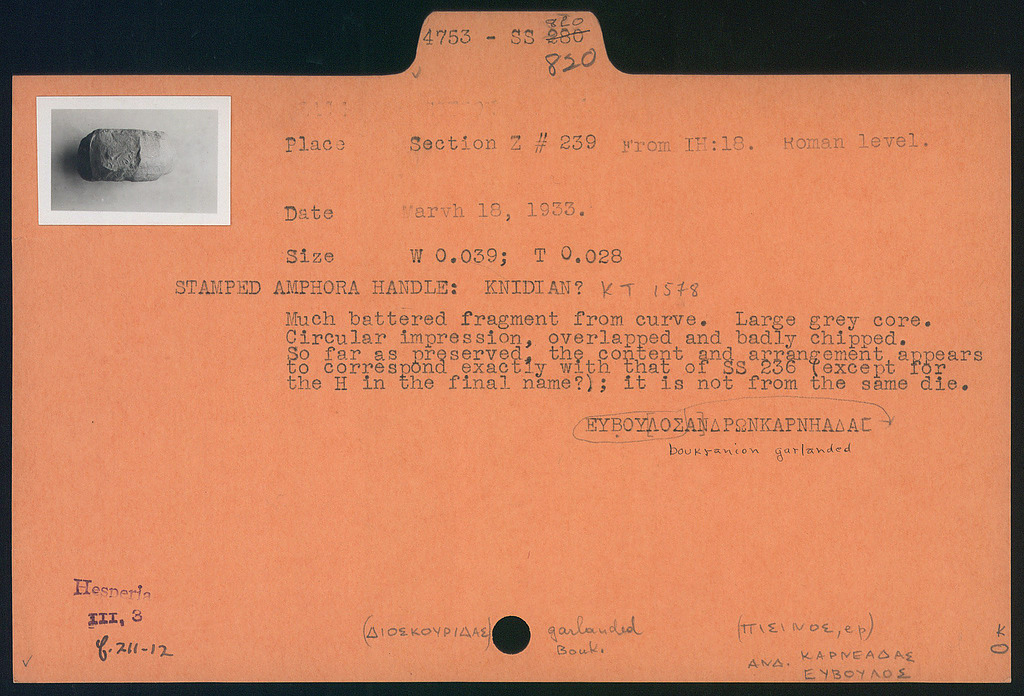 820
4753 - SS 280
820
Place Section Z # 239 From IH:18. Roman level.
Date Marvh 18, 1933.
Size W 0.039; T 0.028
STAMPED AMPHORA HANDLE: KNIDIAN? KT 1578
Much battered fragment from curve. Large grey core.
Circular impression, overlapped and badly chipped.
So far as preserved, the content and arrangement appears
to correspond exactly with that of SS 236 (except for
the H in the final name?); it is not from the same die.
ΕΥΒΟΥ[ΛΟΣΑΝ]ΔΡΩΝΚΑΡΝΗΑΔΑΣ
boukranion garlanded
Hesperia
III, 3
f. 211-12
(ΔΙΟΣΚΟΥΡΙΔΑΣ) garlanded
Bouk.
(ΠΙΣΙΝΟΣ, ep)
ΑΝΔ. ΚΑΡΝΕΑΔΑΣ
ΕΥΒΟΥΛΟΣ
K
O